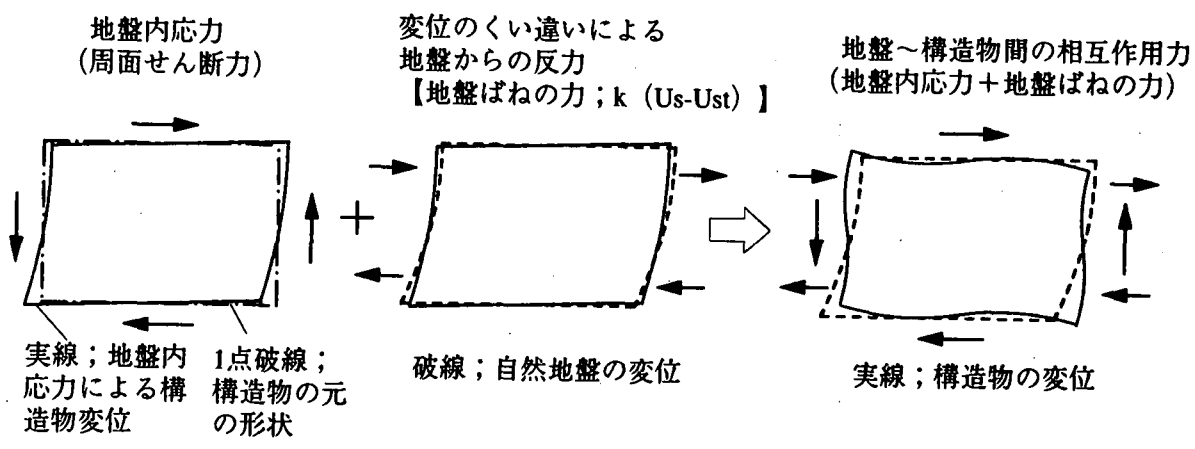 地盤内応力
(周面せん断力)
変位のくい違いによる
地盤からの反力
【地盤ばねの力；k（Us-Ust）】
地盤～構造物間の相互作用力
(地盤内応力＋地盤ばねの力)
実線；地盤内
応力による構
造物変位
1点破線；
構造物の元
の形状
破線；自然地盤の変位
実線；構造物の変位